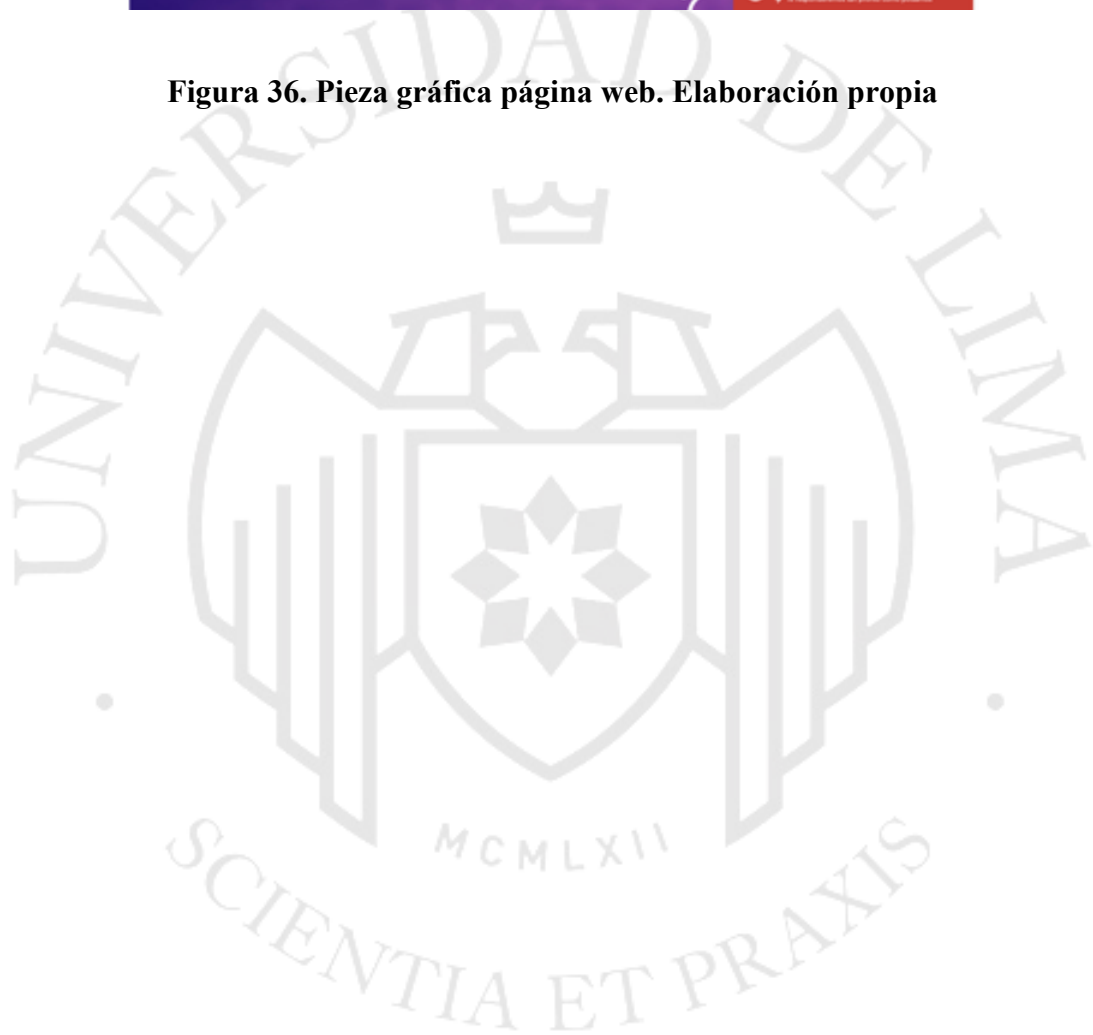 Figura 36. Pieza gráfica página web. Elaboración propia
UNIVERSIDAD DE LIMA
MCMLXII
SCIENTIA ET PRAXIS